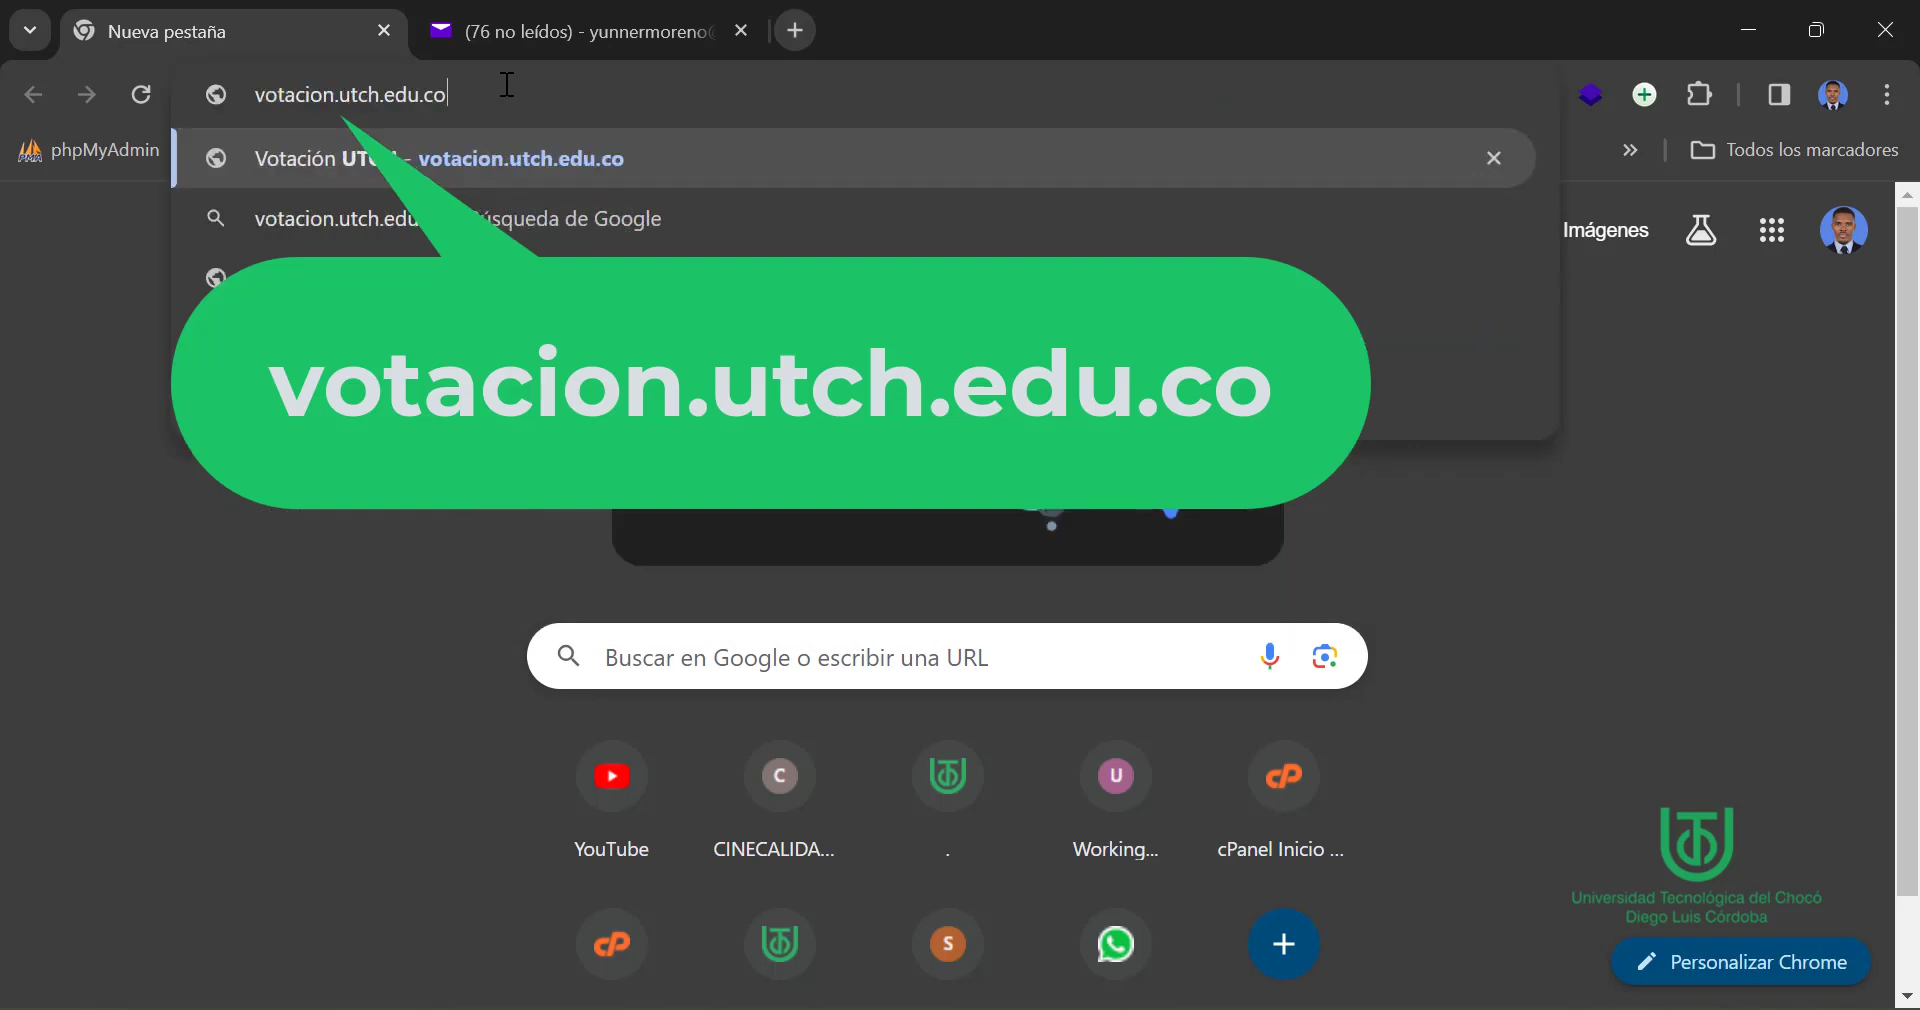 Nueva pestaña
(76 no leídos) - yunnermoreno
votacion.utch.edu.co
phpMyAdmin
Votación - votacion.utch.edu.co
Todos los marcadores
votacion.utch.edu
Búsqueda de Google
Imágenes
votacion.utch.edu.co
Buscar en Google o escribir una URL
C
U
YouTube
CINECALIDA...
.
Working...
cPanel Inicio ...
Universidad Tecnológica del Chocó
Diego Luis Córdoba
S
Personalizar Chrome